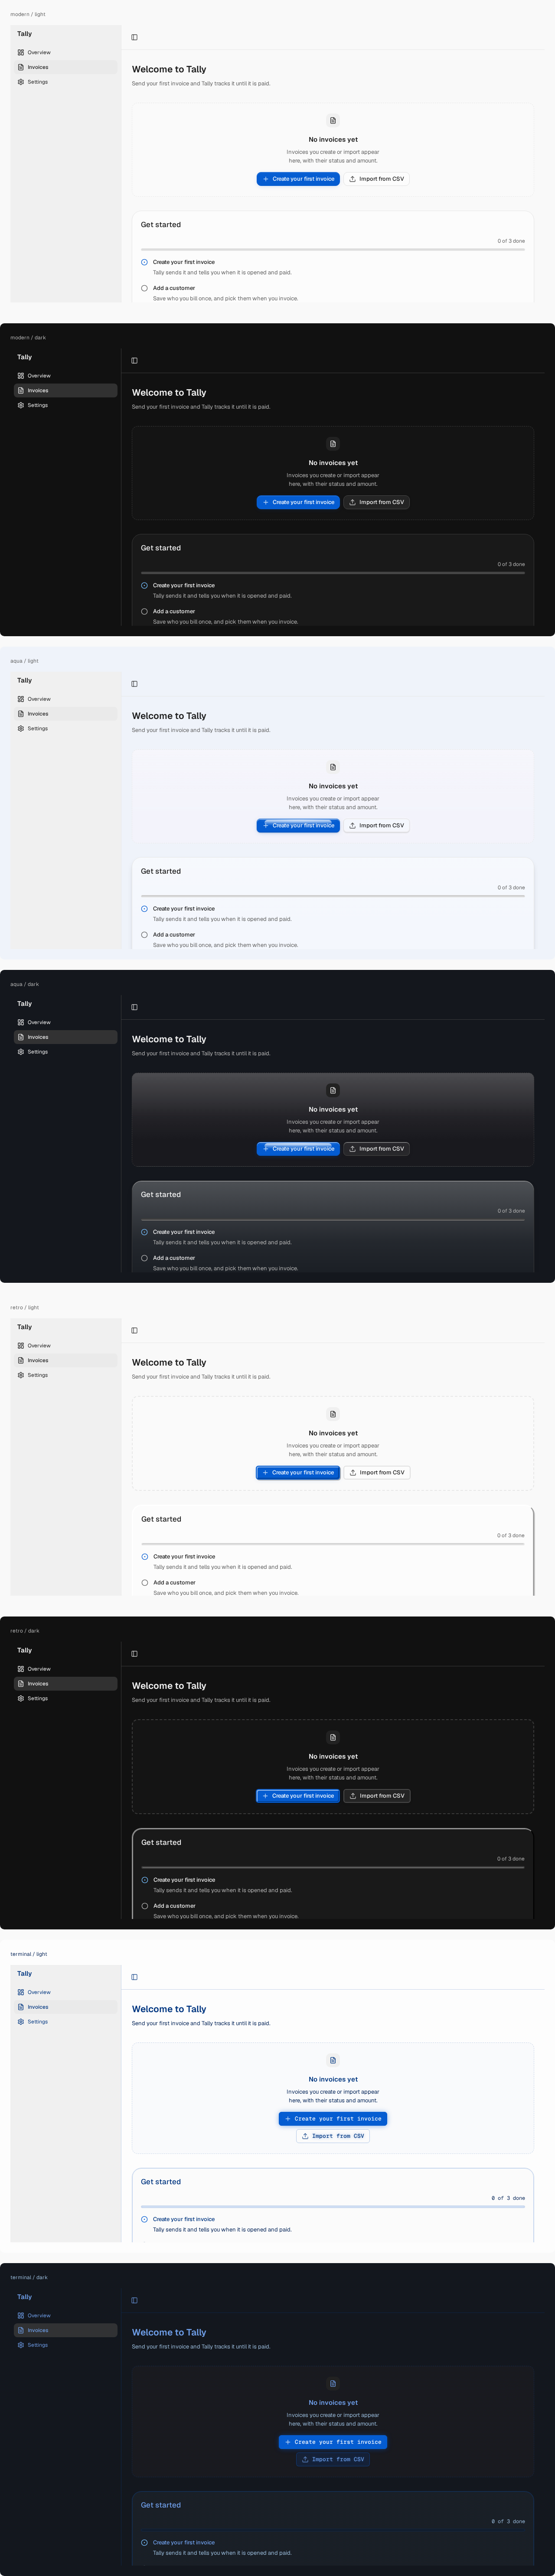 modern / light
Tally
Overview
Invoices
Settings
Welcome to Tally
Send your first invoice and Tally tracks it until it is paid.
No invoices yet
Invoices you create or import appear
here, with their status and amount.
Create your first invoice
Import from CSV
Get started
0 of 3 done
Create your first invoice
Tally sends it and tells you when it is opened and paid.
Add a customer
Save who you bill once, and pick them when you invoice.
modern / dark
Tally
Overview
Invoices
Settings
Welcome to Tally
Send your first invoice and Tally tracks it until it is paid.
No invoices yet
Invoices you create or import appear
here, with their status and amount.
Create your first invoice
Import from CSV
Get started
0 of 3 done
Create your first invoice
Tally sends it and tells you when it is opened and paid.
Add a customer
Save who you bill once, and pick them when you invoice.
aqua / light
Tally
Overview
Invoices
Settings
Welcome to Tally
Send your first invoice and Tally tracks it until it is paid.
No invoices yet
Invoices you create or import appear
here, with their status and amount.
Create your first invoice
Import from CSV
Get started
0 of 3 done
Create your first invoice
Tally sends it and tells you when it is opened and paid.
Add a customer
Save who you bill once, and pick them when you invoice.
aqua / dark
Tally
Overview
Invoices
Settings
Welcome to Tally
Send your first invoice and Tally tracks it until it is paid.
No invoices yet
Invoices you create or import appear
here, with their status and amount.
Create your first invoice
Import from CSV
Get started
0 of 3 done
Create your first invoice
Tally sends it and tells you when it is opened and paid.
Add a customer
Save who you bill once, and pick them when you invoice.
retro / light
Tally
Overview
Invoices
Settings
Welcome to Tally
Send your first invoice and Tally tracks it until it is paid.
No invoices yet
Invoices you create or import appear
here, with their status and amount.
Create your first invoice
Import from CSV
Get started
0 of 3 done
Create your first invoice
Tally sends it and tells you when it is opened and paid.
Add a customer
Save who you bill once, and pick them when you invoice.
retro / dark
Tally
Overview
Invoices
Settings
Welcome to Tally
Send your first invoice and Tally tracks it until it is paid.
No invoices yet
Invoices you create or import appear
here, with their status and amount.
Create your first invoice
Import from CSV
Get started
0 of 3 done
Create your first invoice
Tally sends it and tells you when it is opened and paid.
Add a customer
Save who you bill once, and pick them when you invoice.
terminal / light
Tally
Overview
Invoices
Settings
Welcome to Tally
Send your first invoice and Tally tracks it until it is paid.
No invoices yet
Invoices you create or import appear
here, with their status and amount.
Create your first invoice
Import from CSV
Get started
0 of 3 done
Create your first invoice
Tally sends it and tells you when it is opened and paid.
terminal / dark
Tally
Overview
Invoices
Settings
Welcome to Tally
Send your first invoice and Tally tracks it until it is paid.
No invoices yet
Invoices you create or import appear
here, with their status and amount.
Create your first invoice
Import from CSV
Get started
0 of 3 done
Create your first invoice
Tally sends it and tells you when it is opened and paid.